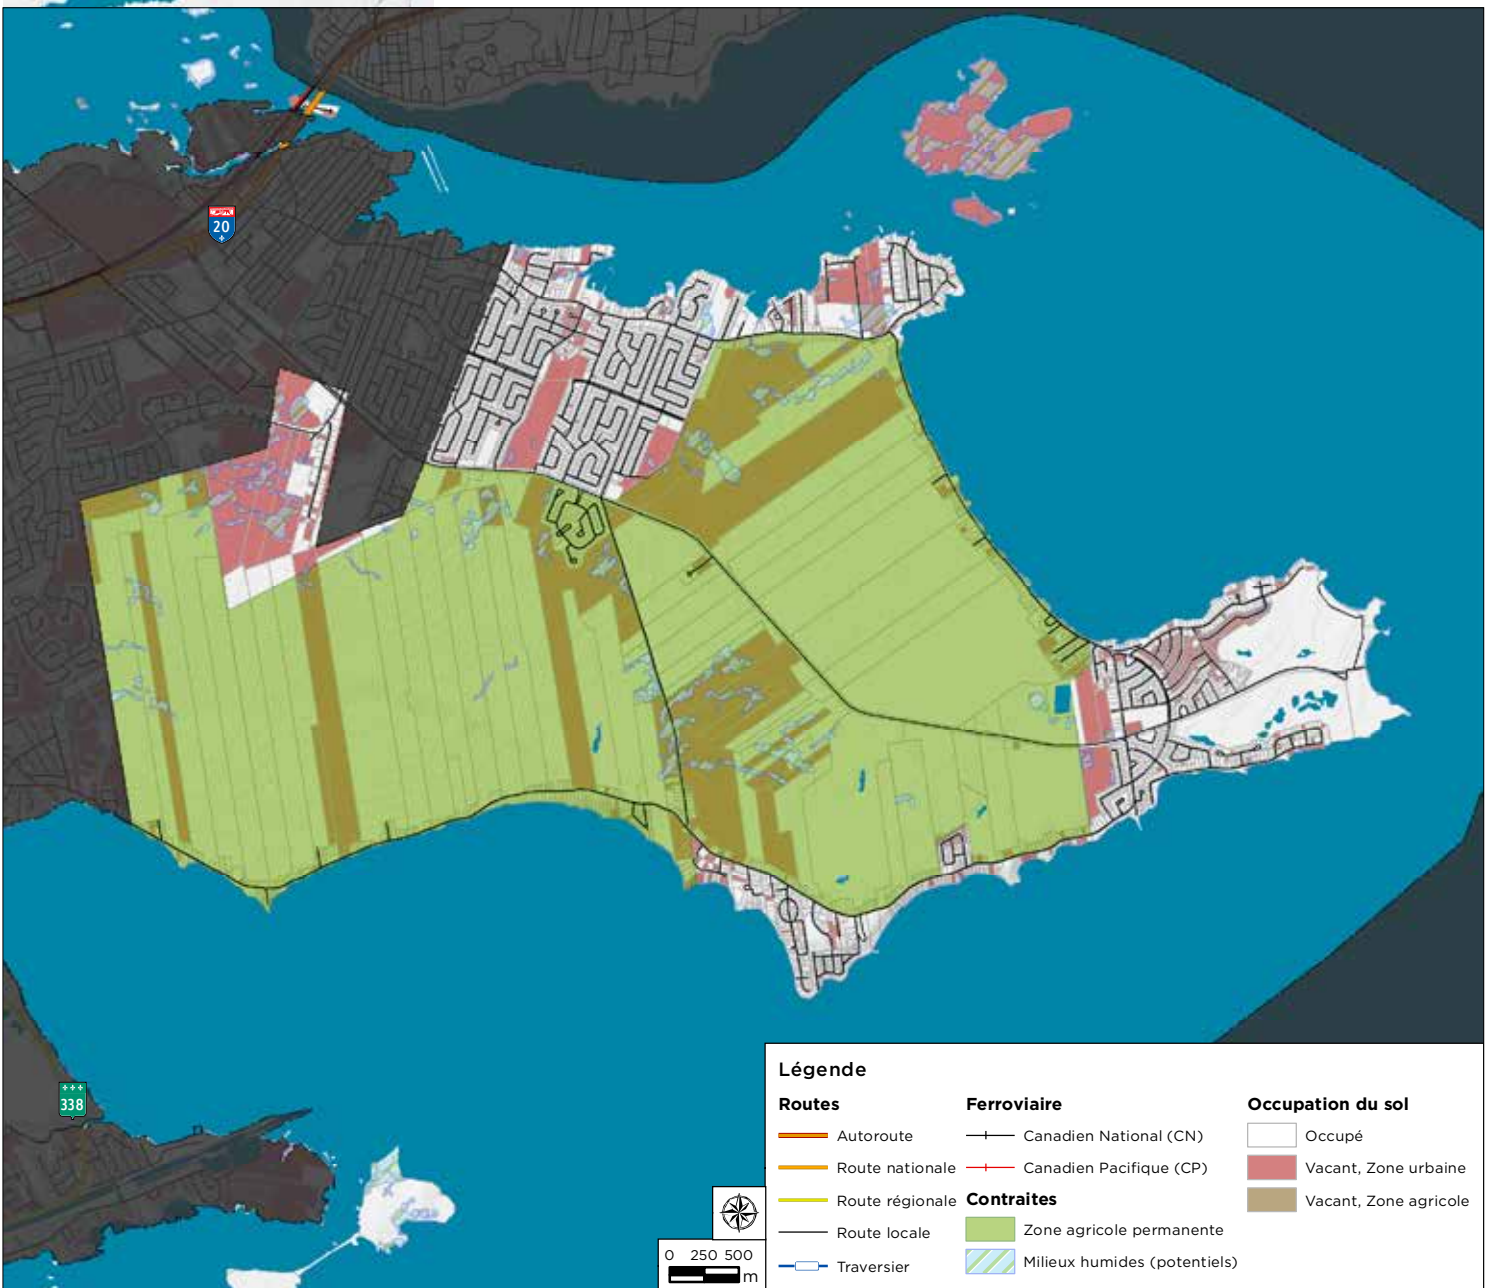 20
338
Légende
Routes
Autoroute
Route nationale
Route régionale
Route locale
Traversier
Ferroviaire
Canadien National (CN)
Canadien Pacifique (CP)
Contraites
Zone agricole permanente
Milieux humides (potentiels)
Occupation du sol
Occupé
Vacant, Zone urbaine
Vacant, Zone agricole
0 250 500
m